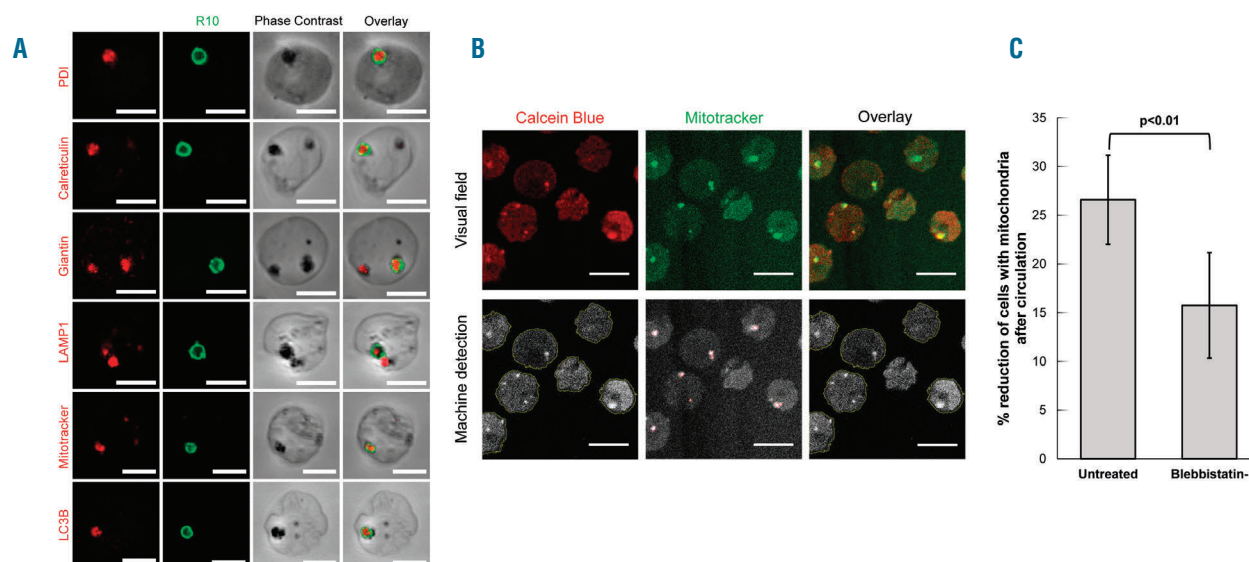 A
R10
Phase Contrast
Overlay
PDI
Calreticulin
Giantin
LAMP1
Mitotracker
LC3B
B
Calcein Blue
Mitotracker
Overlay
Visual field
Machine detection
C
% reduction of cells with mitochondria
after circulation
35
30
25
20
15
10
5
0
p<0.01
Untreated
Blebbistatin-